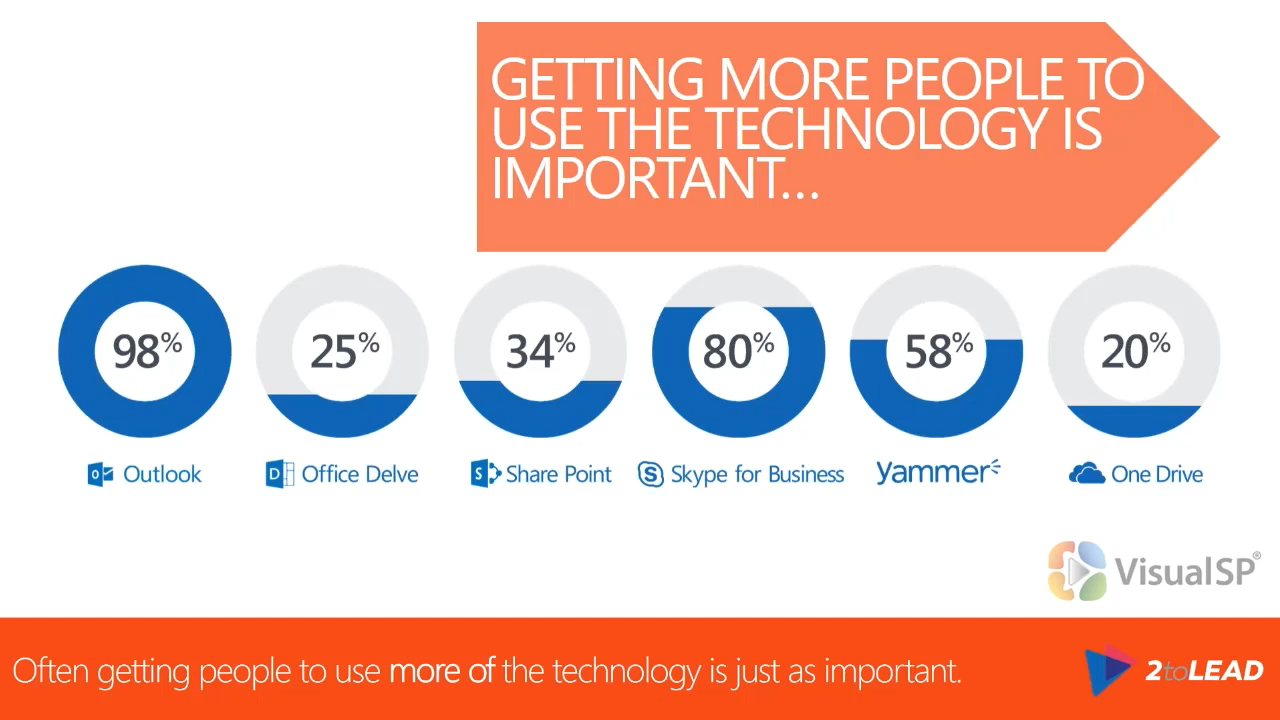 GETTING MORE PEOPLE TO
USE THE TECHNOLOGY IS
IMPORTANT...
98% 25% 34% 80% 58% 20%
Outlook Office Delve Share Point Skype for Business yammer One Drive
VisualSP®
Often getting people to use more of the technology is just as important.
2toLEAD